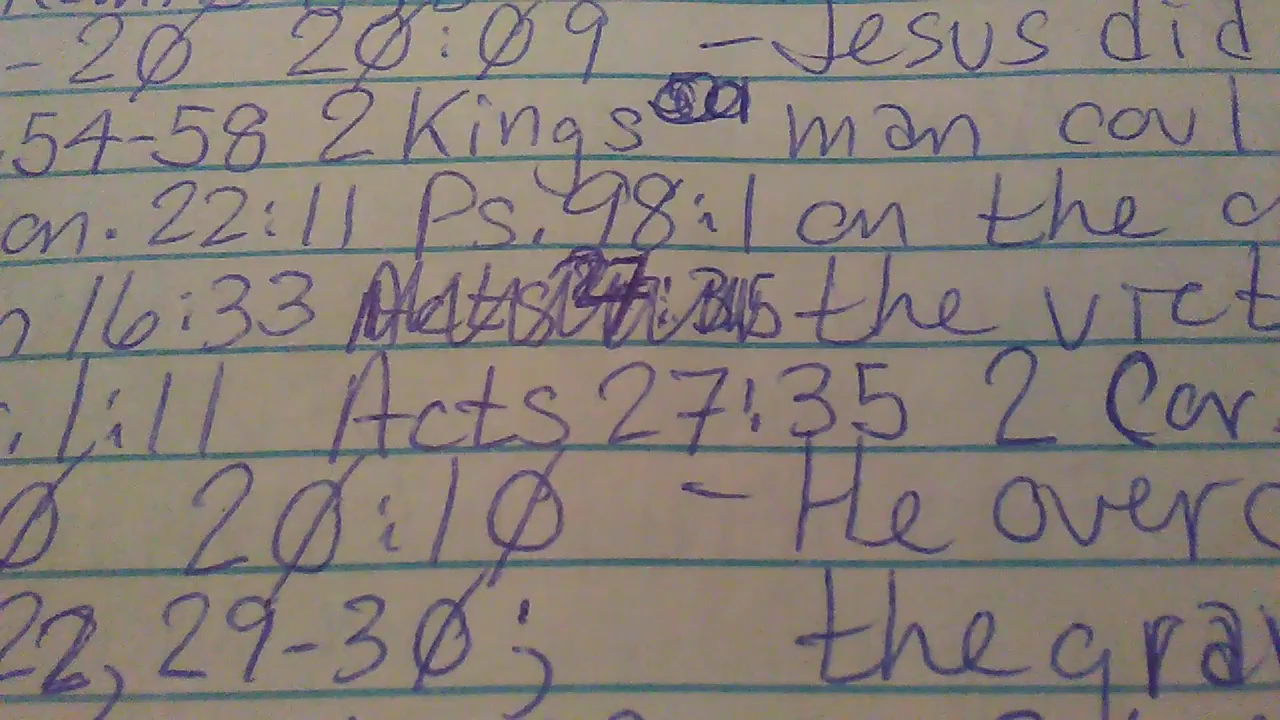 - 20 20:09 - Jesus did
54-58 2 Kings man coul
on. 22:11 Ps. 98:1 on the
16:33 the vict
1:11 Acts 27:35 2 Cor.
0 20:10 - He overc
22, 29-30; the grav